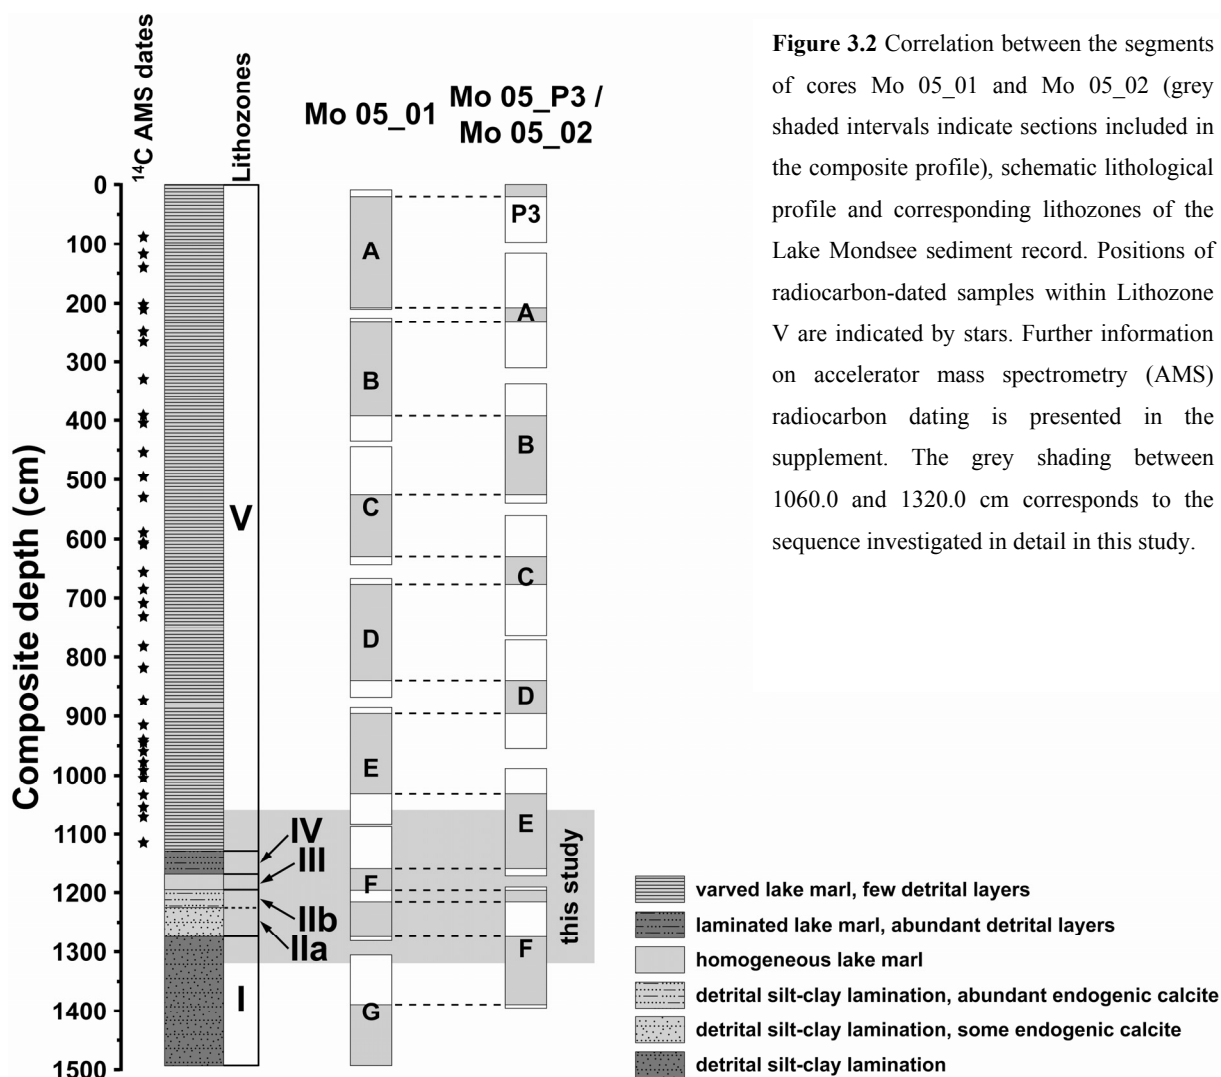 ¹⁴C AMS dates
Lithozones
Mo 05_01
Mo 05_P3 /
Mo 05_02
Composite depth (cm)
0
100
200
300
400
500
600
700
800
900
1000
1100
1200
1300
1400
1500
V
IV
III
IIb
IIa
I
A
B
C
D
E
F
G
P3
A
B
C
D
E
F
this study
Figure 3.2 Correlation between the segments
of cores Mo 05_01 and Mo 05_02 (grey
shaded intervals indicate sections included in
the composite profile), schematic lithological
profile and corresponding lithozones of the
Lake Mondsee sediment record. Positions of
radiocarbon-dated samples within Lithozone
V are indicated by stars. Further information
on accelerator mass spectrometry (AMS)
radiocarbon dating is presented in the
supplement. The grey shading between
1060.0 and 1320.0 cm corresponds to the
sequence investigated in detail in this study.
varved lake marl, few detrital layers
laminated lake marl, abundant detrital layers
homogeneous lake marl
detrital silt-clay lamination, abundant endogenic calcite
detrital silt-clay lamination, some endogenic calcite
detrital silt-clay lamination